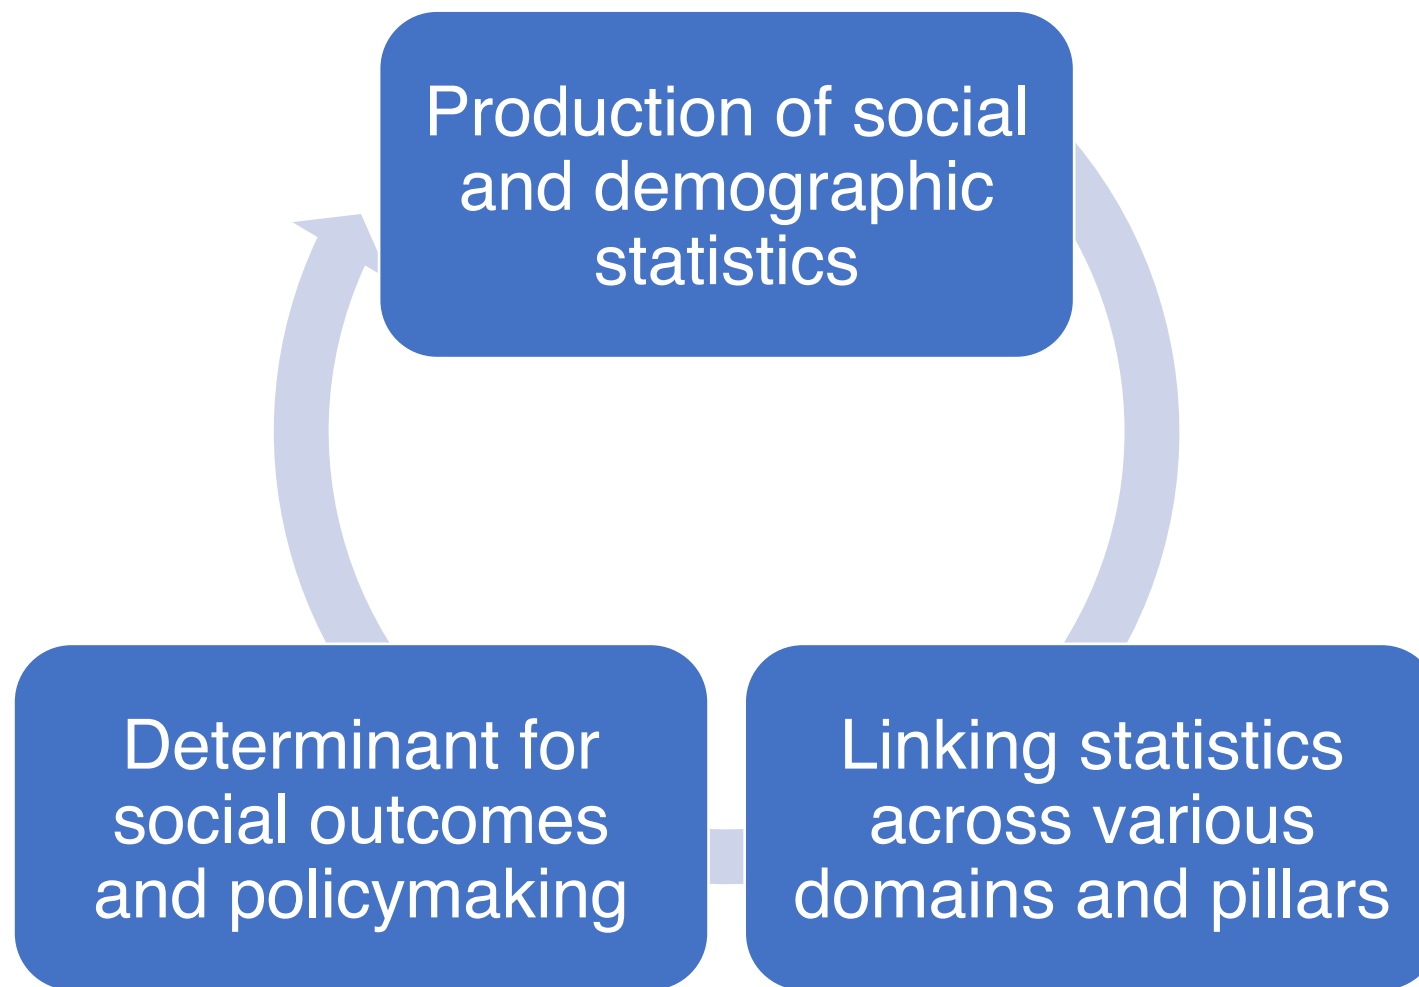 Production of social
and demographic
statistics
Determinant for
social outcomes
and policymaking
Linking statistics
across various
domains and pillars